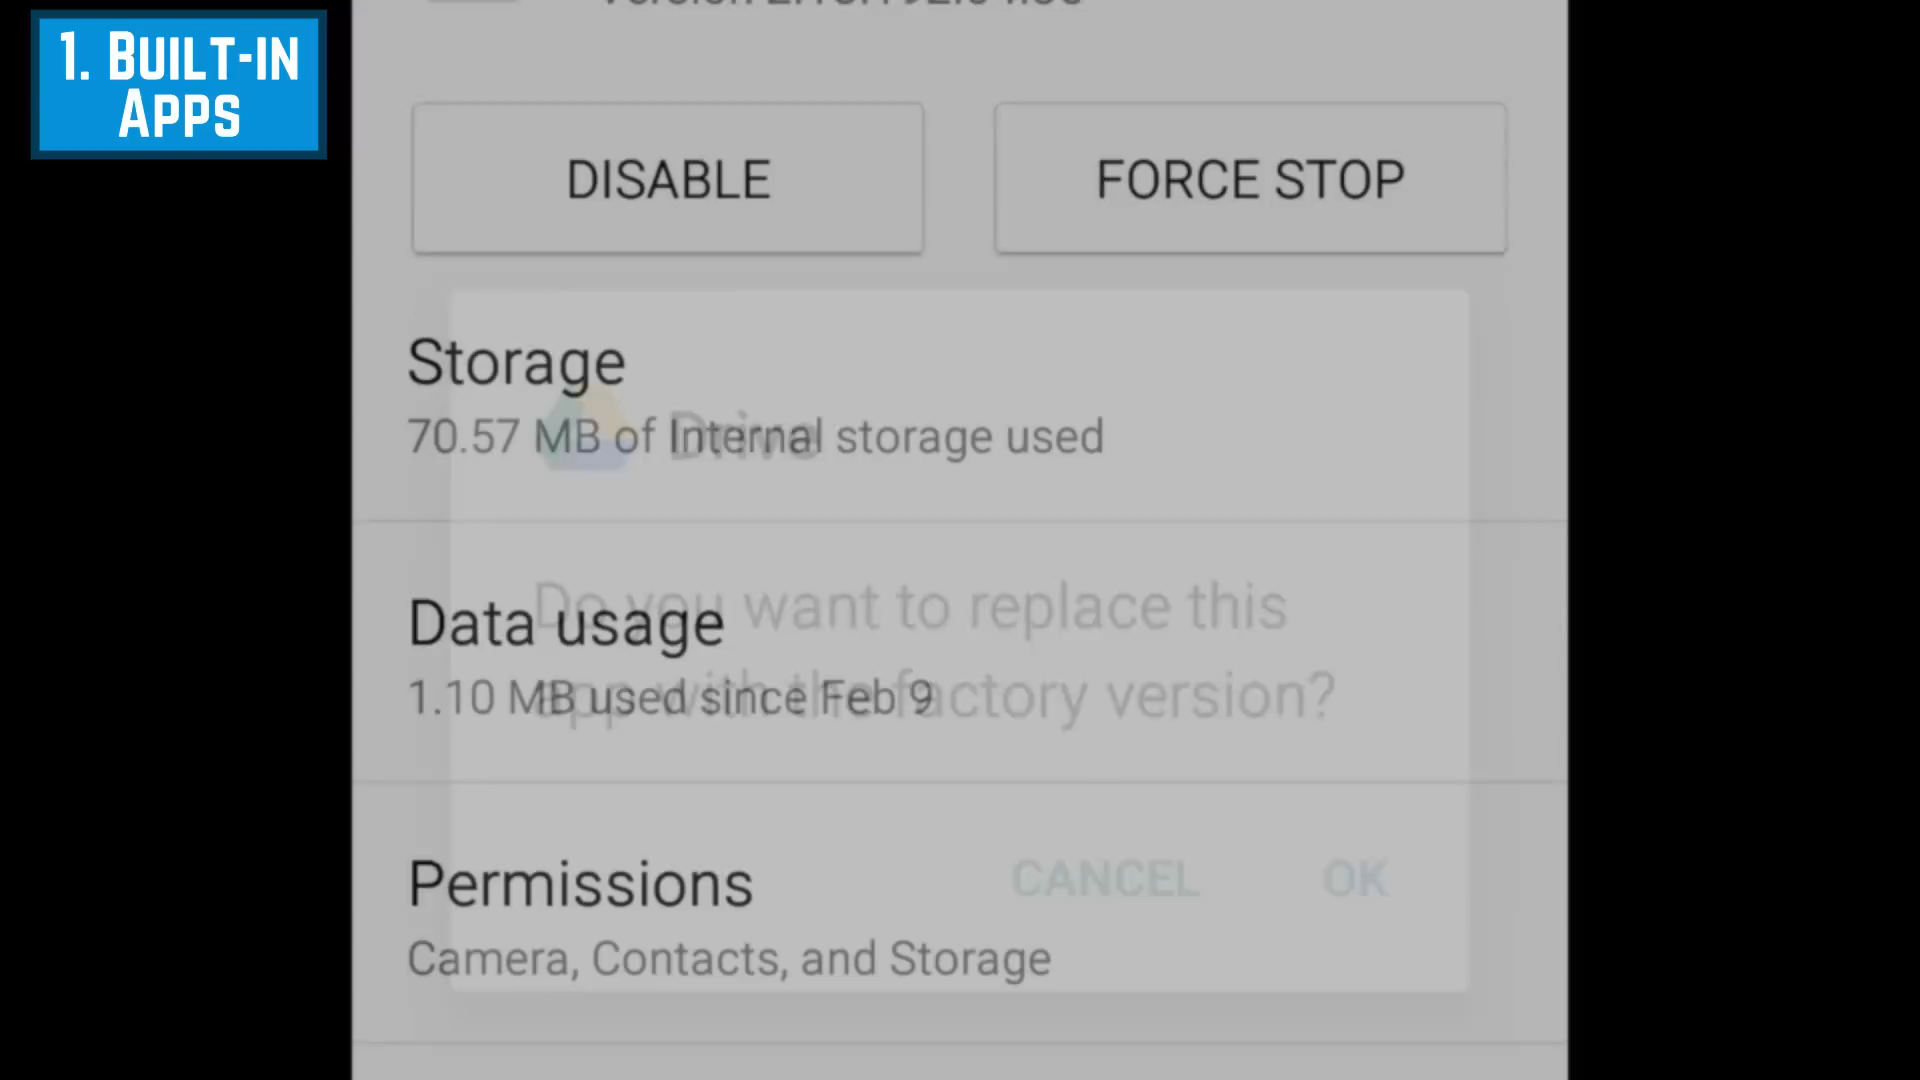 1. BUILT-IN
APPS
DISABLE
FORCE STOP
Storage
70.57 MB of Internal storage used
Drive
Do you want to replace this
app with the factory version?
Data usage
1.10 MB used since Feb 9
CANCEL
OK
Permissions
Camera, Contacts, and Storage